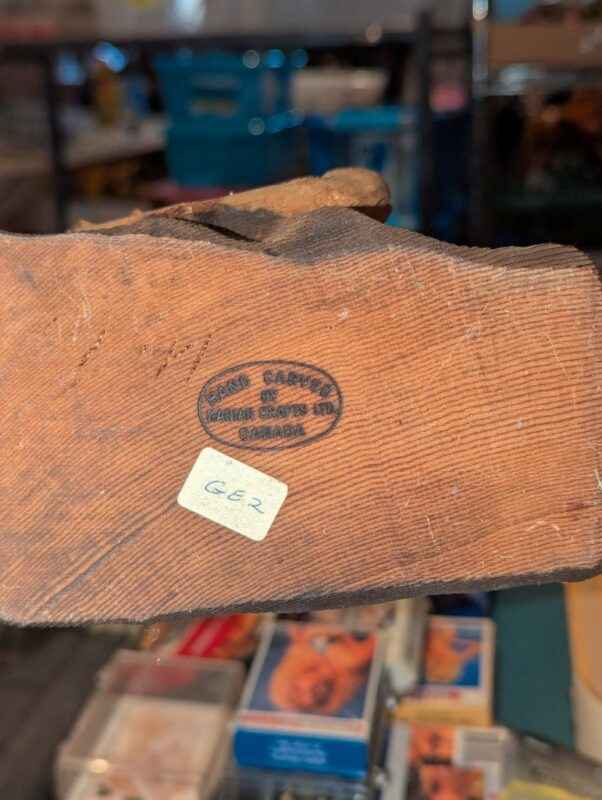 HAND CARVED
BY
CRAFTS LTD.
CANADA
GE2